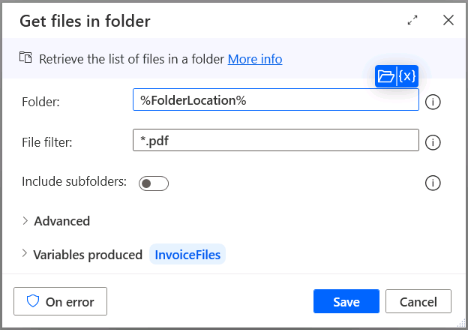 Get files in folder
Retrieve the list of files in a folder More info
{x}
Folder: %FolderLocation%
File filter: *.pdf
Include subfolders:
Advanced
Variables produced InvoiceFiles
On error Save Cancel